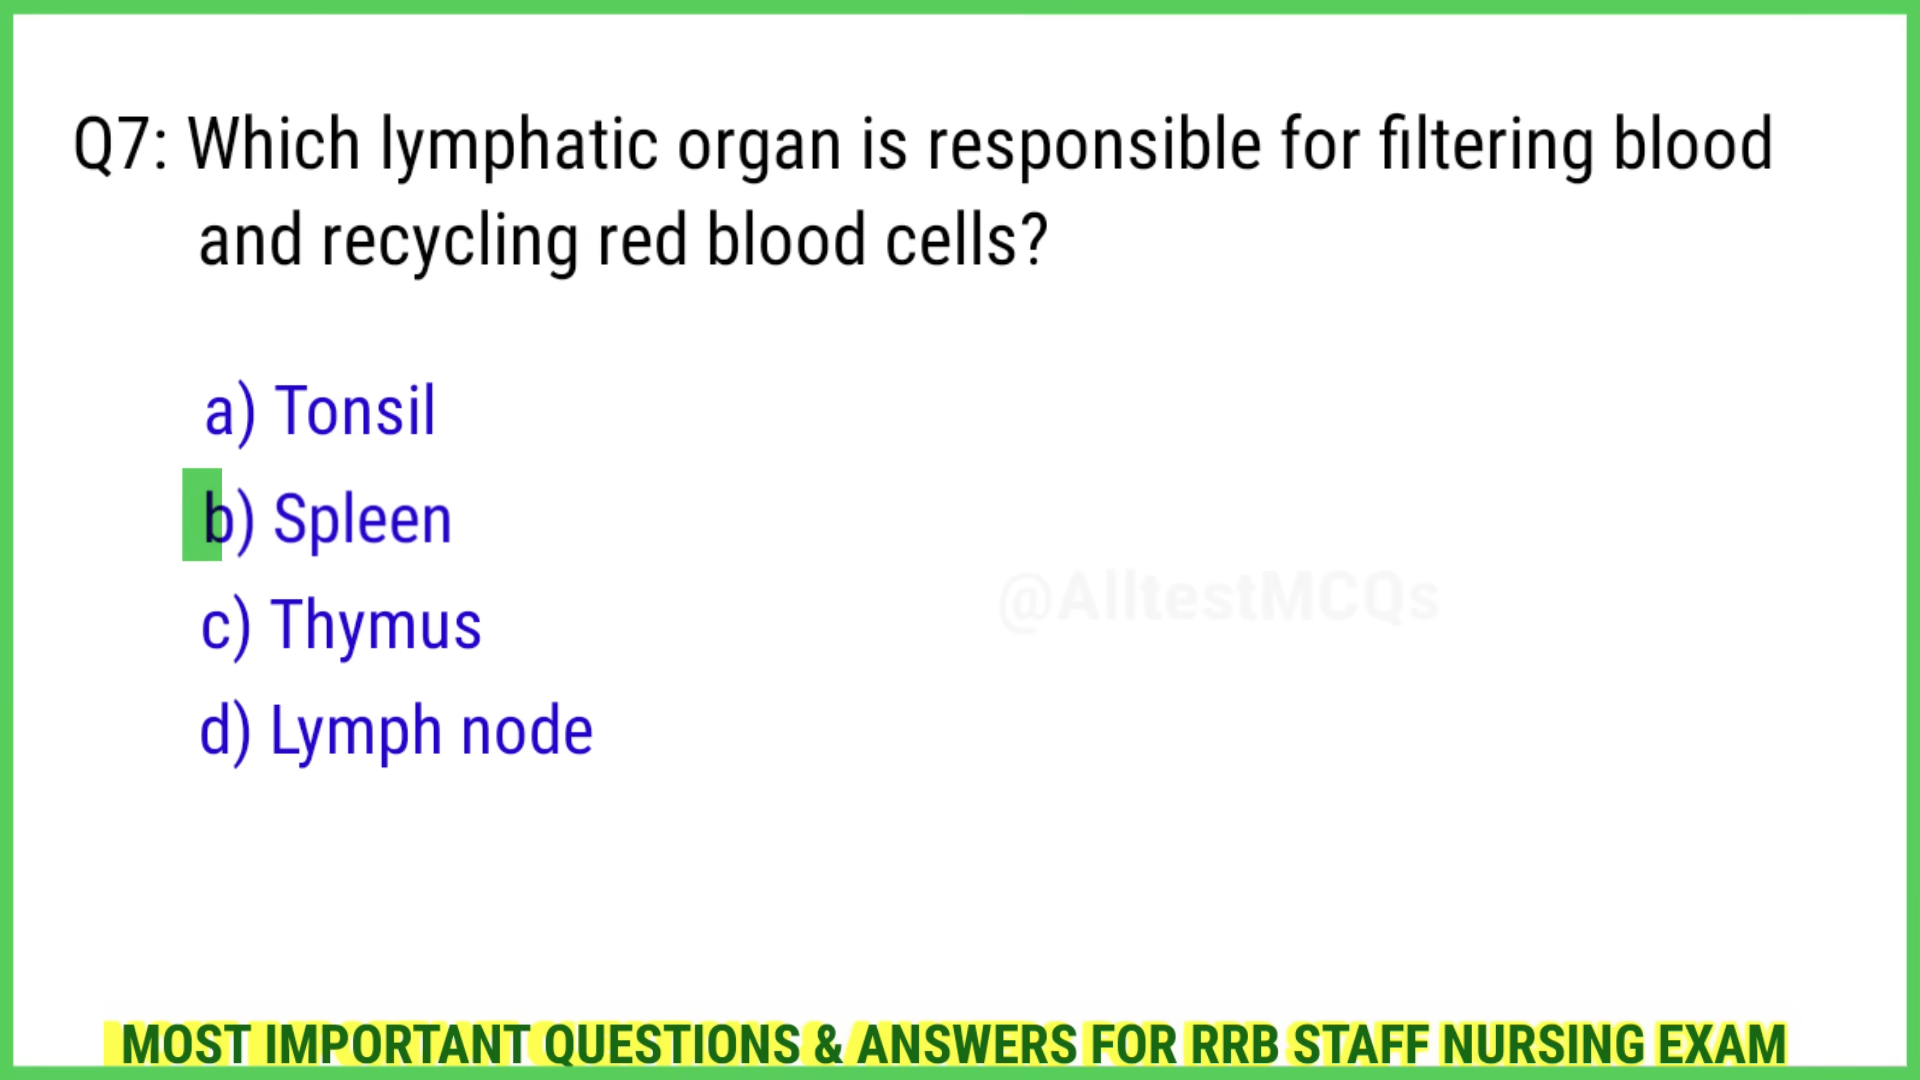 Q7: Which lymphatic organ is responsible for filtering blood
and recycling red blood cells?
a) Tonsil
b) Spleen
c) Thymus
@AlltestMCQs
d) Lymph node
MOST IMPORTANT QUESTIONS & ANSWERS FOR RRB STAFF NURSING EXAM